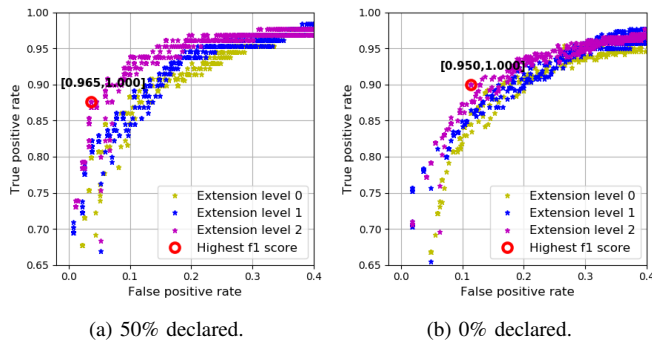 1.00
0.95
0.90
0.85
0.80
0.75
0.70
0.65
True positive rate
[0.965,1.000]
Extension level 0
Extension level 1
Extension level 2
Highest f1 score
0.0 0.1 0.2 0.3 0.4
False positive rate
(a) 50% declared.
1.00
0.95
0.90
0.85
0.80
0.75
0.70
0.65
True positive rate
[0.950,1.000]
Extension level 0
Extension level 1
Extension level 2
Highest f1 score
0.0 0.1 0.2 0.3 0.4
False positive rate
(b) 0% declared.